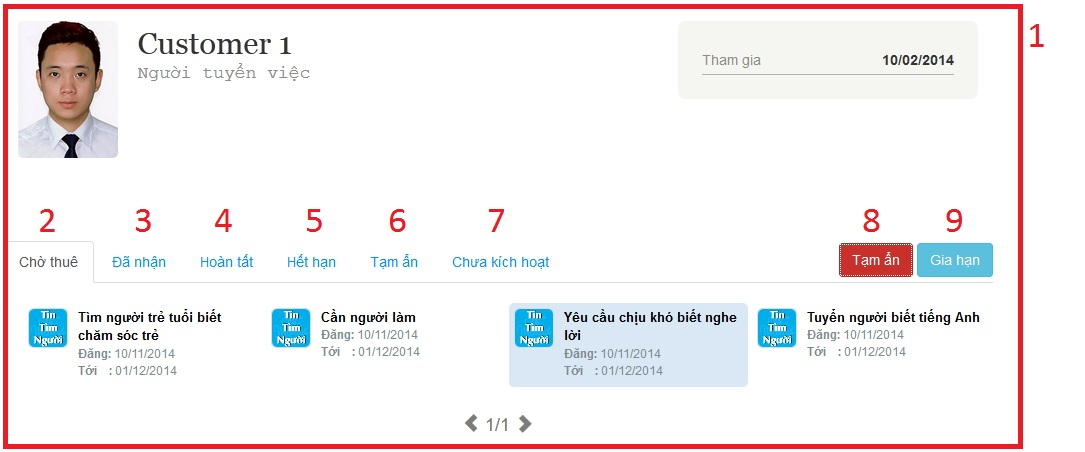 1
Customer 1
Người tuyển việc
Tham gia 10/02/2014
2 3 4 5 6 7 8 9
Chờ thuê Đã nhận Hoàn tất Hết hạn Tạm ẩn Chưa kích hoạt Tạm ẩn Gia hạn
Tin
Tìm
Người
Tìm người trẻ tuổi biết
chăm sóc trẻ
Đăng: 10/11/2014
Tới : 01/12/2014
Tin
Tìm
Người
Cần người làm
Đăng: 10/11/2014
Tới : 01/12/2014
Tin
Tìm
Người
Yêu cầu chịu khó biết nghe
lời
Đăng: 10/11/2014
Tới : 01/12/2014
Tin
Tìm
Người
Tuyển người biết tiếng Anh
Đăng: 10/11/2014
Tới : 01/12/2014
1/1